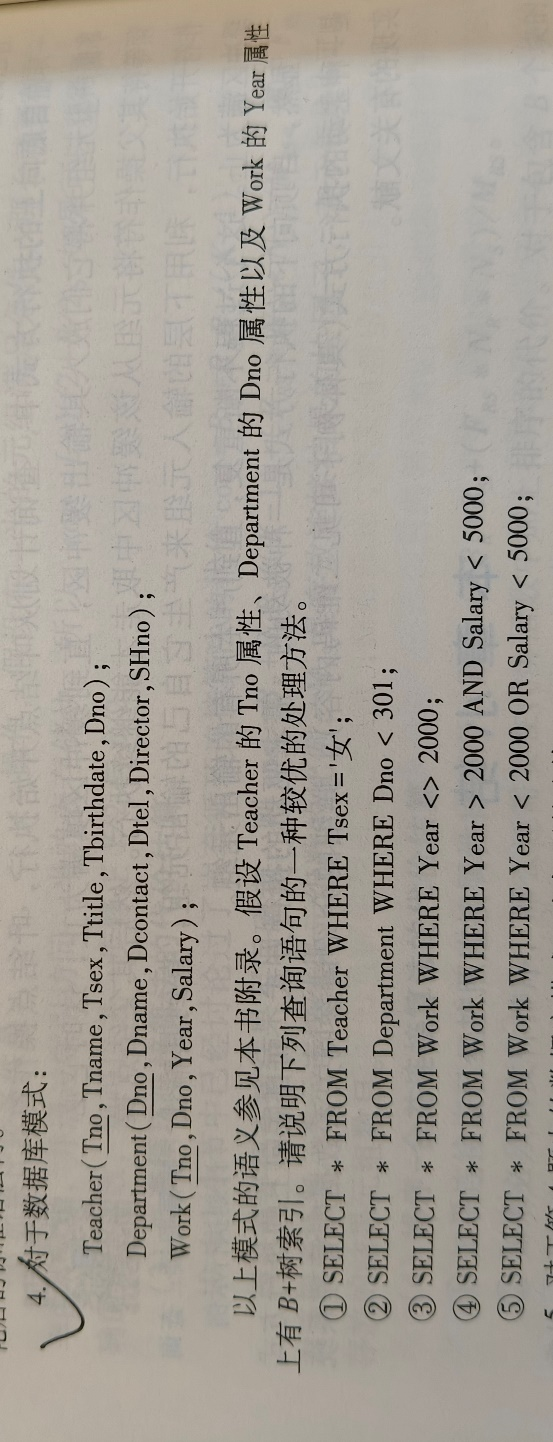 4. 对于数据库模式：
Teacher(Tno,Tname,Tsex,Ttitle,Tbirthdate,Dno);
Department(Dno,Dname,Dcontact,Dtel,Director,SHno);
Work(Tno,Dno,Year,Salary);
以上模式的语义参见本书附录。假设 Teacher 的 Tno 属性、Department 的 Dno 属性以及 Work 的 Year 属性
上有 B+树索引。请说明下列查询语句的一种较优的处理方法。
① SELECT * FROM Teacher WHERE Tsex='女';
② SELECT * FROM Department WHERE Dno < 301;
③ SELECT * FROM Work WHERE Year <> 2000;
④ SELECT * FROM Work WHERE Year > 2000 AND Salary < 5000;
⑤ SELECT * FROM Work WHERE Year < 2000 OR Salary < 5000;